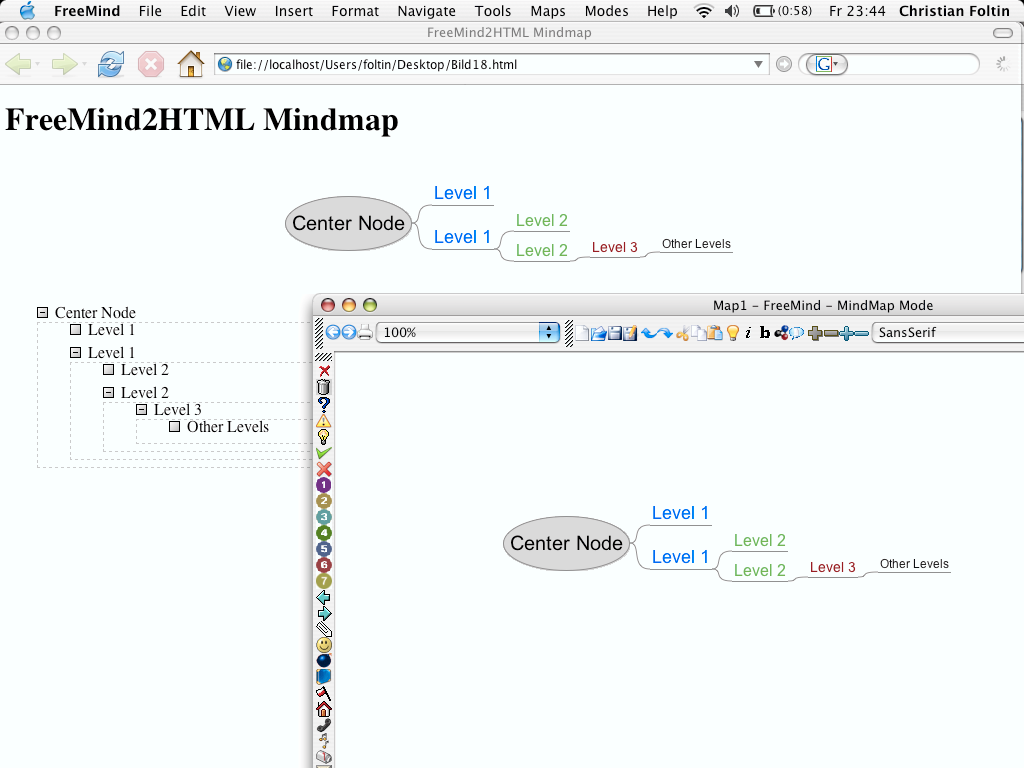 FreeMind File Edit View Insert Format Navigate Tools Maps Modes Help (0:58) Fr 23:44 Christian Foltin
FreeMind2HTML Mindmap
file://localhost/Users/foltin/Desktop/Bild18.html G
FreeMind2HTML Mindmap
Level 1
Center Node
Level 2
Level 1
Level 2
Level 3
Other Levels
Center Node
Level 1
Level 1
Level 2
Level 2
Level 3
Other Levels
Map1 - FreeMind - MindMap Mode
100% i b SansSerif
?
1
2
3
4
5
6
7
Level 1
Center Node
Level 2
Level 1
Level 2
Level 3
Other Levels